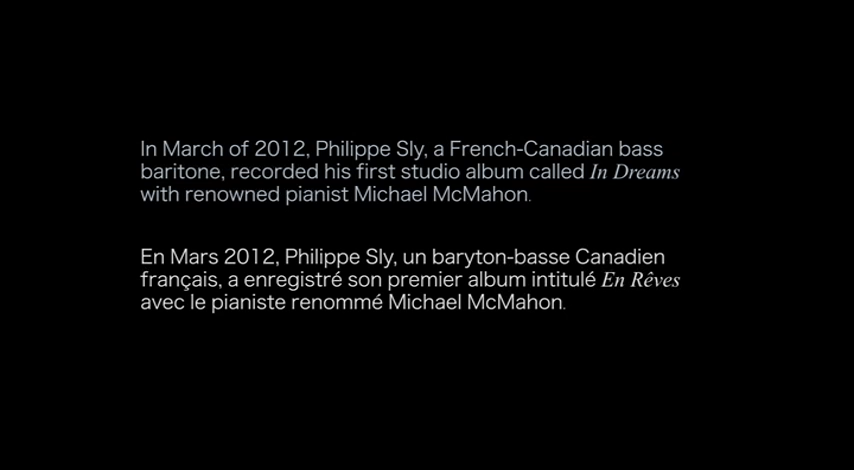 In March of 2012, Philippe Sly, a French-Canadian bass
baritone, recorded his first studio album called In Dreams
with renowned pianist Michael McMahon.
En Mars 2012, Philippe Sly, un baryton-basse Canadien
français, a enregistré son premier album intitulé En Rêves
avec le pianiste renommé Michael McMahon.